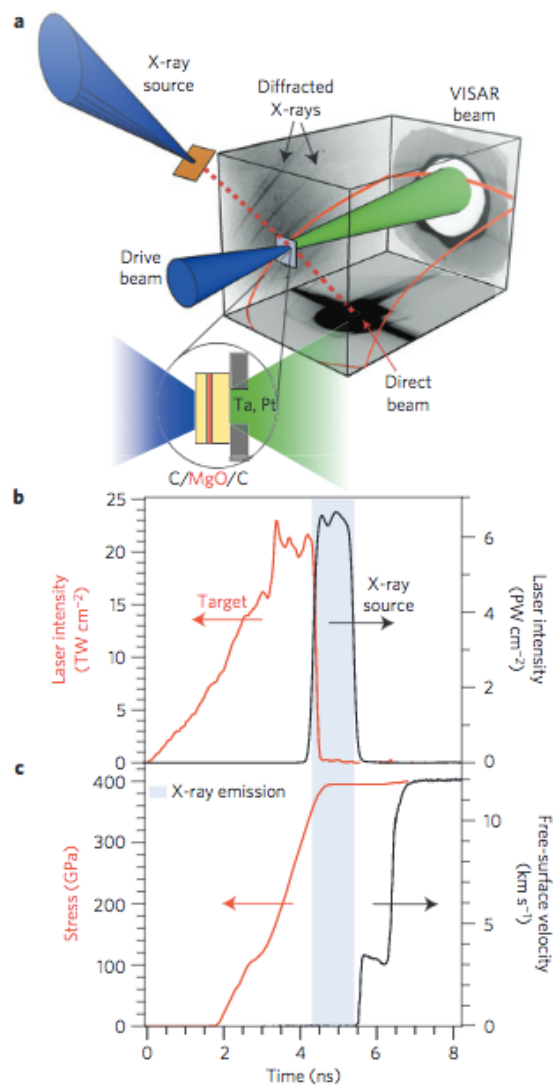 a
X-ray
source
Diffracted
X-rays
VISAR
beam
Drive
beam
Ta, Pt
Direct
beam
C/MgO/C
b
25
20
15
10
5
0
Laser intensity
(TW cm⁻²)
Target
X-ray
source
6
4
2
0
Laser intensity
(PW cm⁻²)
c
400
300
200
100
0
Stress (GPa)
X-ray emission
10
5
0
Free-surface velocity
(km s⁻¹)
0 2 4 6 8
Time (ns)